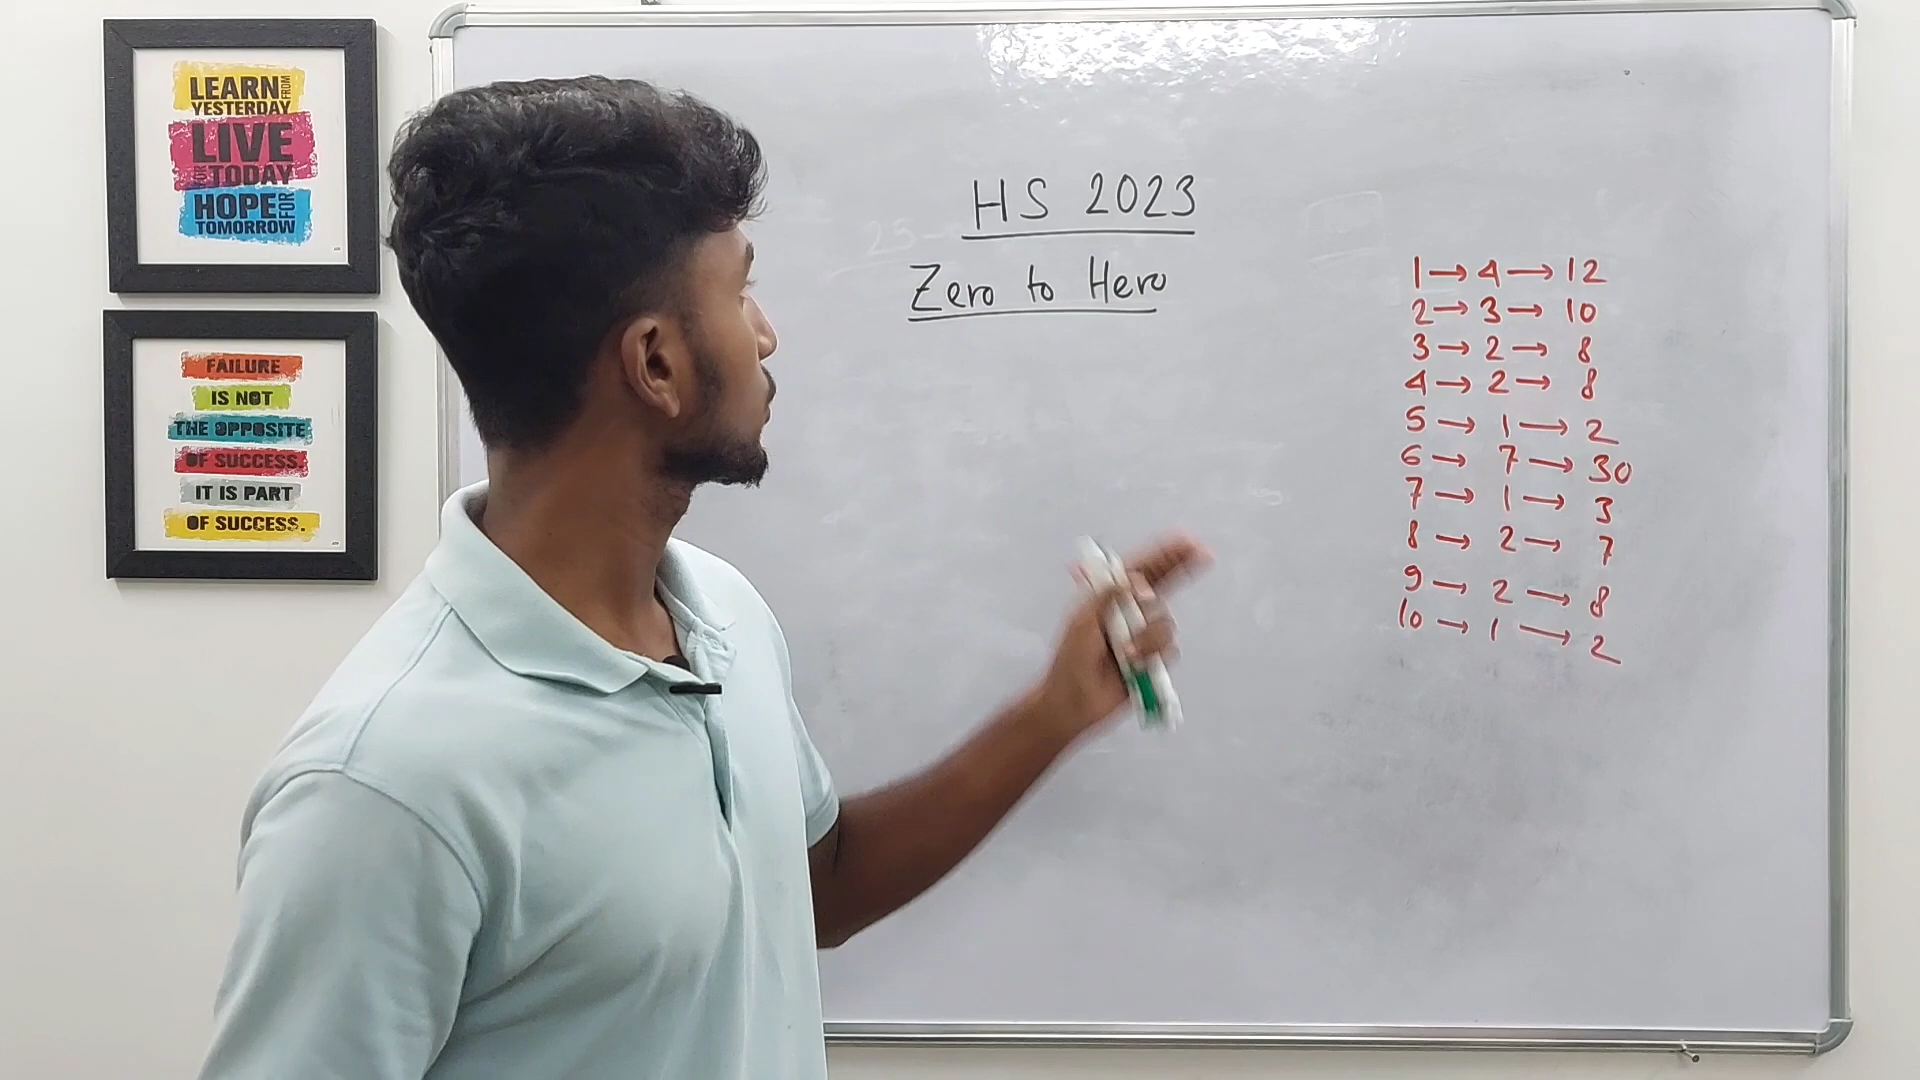 LEARN FROM
YESTERDAY
LIVE
FOR TODAY
HOPE FOR
TOMORROW
FAILURE
IS NOT
THE OPPOSITE
OF SUCCESS.
IT IS PART
OF SUCCESS.
HS 2023
Zero to Hero
1 → 4 → 12
2 → 3 → 10
3 → 2 → 8
4 → 2 → 8
5 → 1 → 2
6 → 7 → 30
7 → 1 → 3
8 → 2 → 7
9 → 2 → 8
10 → 1 → 2